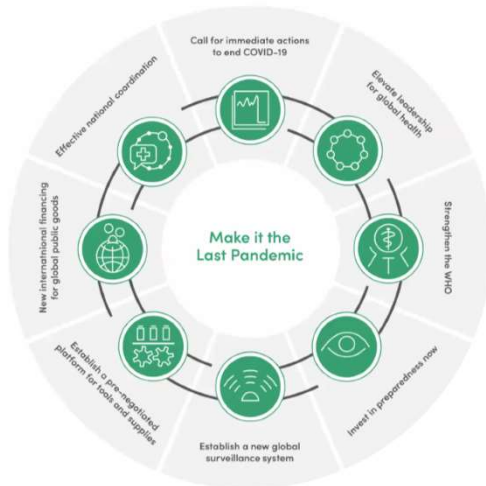 Call for immediate actions
to end COVID-19
Elevate leadership
for global health
Strengthen the WHO
Invest in preparedness now
Establish a new global
surveillance system
Establish a pre-negotiated
platform for tools and supplies
New internatnional financing
for global public goods
Effective national coordination
Make it the
Last Pandemic